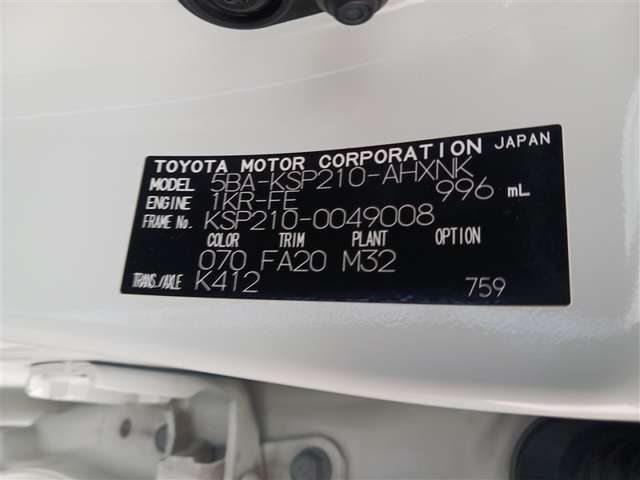 TOYOTA MOTOR CORPORATION JAPAN
MODEL 5BA-KSP210-AHXNK
ENGINE 1KR-FE 996 mL
FRAME No. KSP210-0049008
COLOR TRIM PLANT OPTION
070 FA20 M32
TRANS./AXLE K412 759